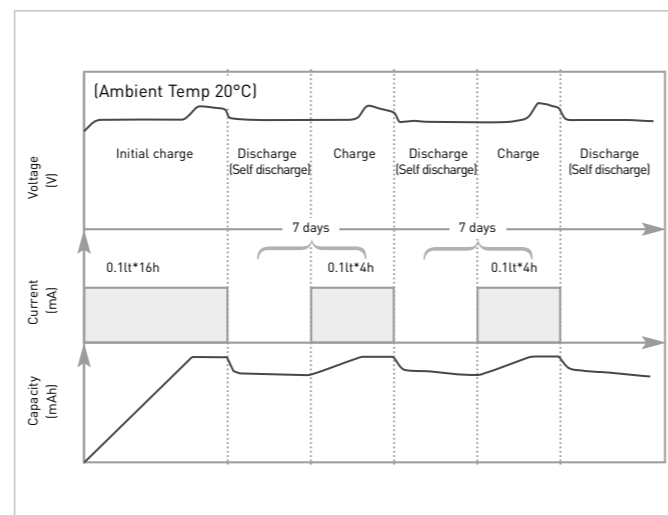 (Ambient Temp 20°C)
Voltage
(V)
Initial charge
Discharge
(Self discharge)
Charge
Discharge
(Self discharge)
Charge
Discharge
(Self discharge)
7 days
7 days
Current
(mA)
0.1lt*16h
0.1lt*4h
0.1lt*4h
Capacity
(mAh)